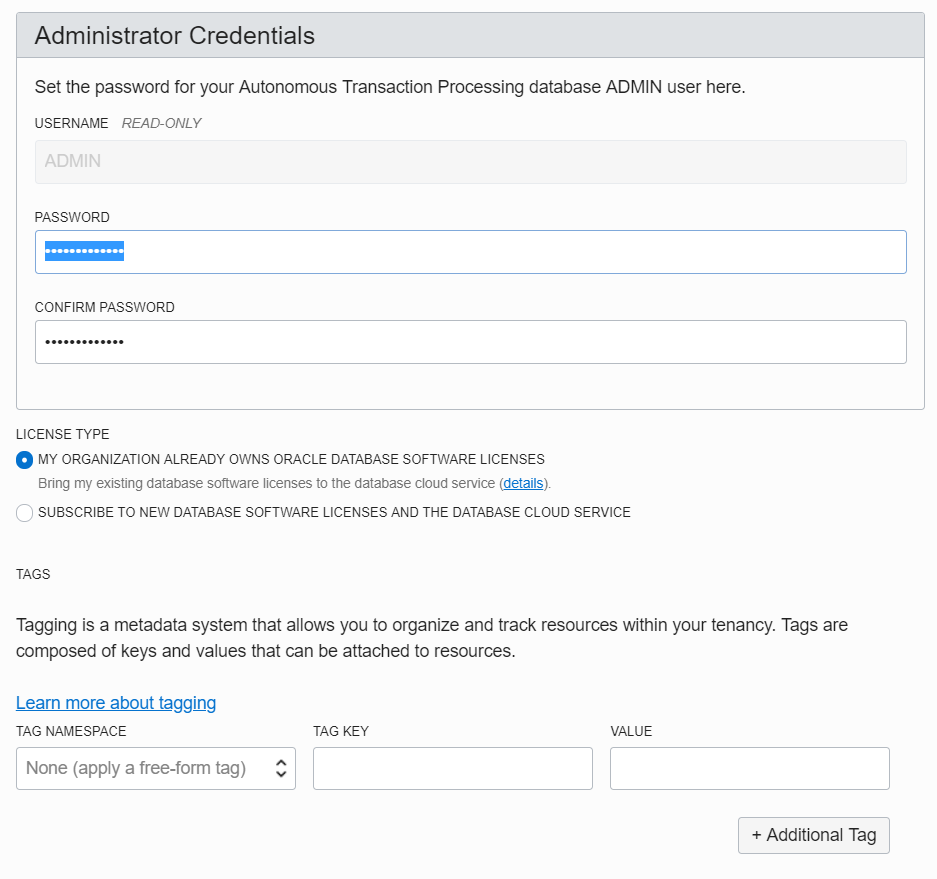 Administrator Credentials
Set the password for your Autonomous Transaction Processing database ADMIN user here.
USERNAME READ-ONLY
ADMIN
PASSWORD
•••••••••••••
CONFIRM PASSWORD
•••••••••••••
LICENSE TYPE
MY ORGANIZATION ALREADY OWNS ORACLE DATABASE SOFTWARE LICENSES
Bring my existing database software licenses to the database cloud service (details).
SUBSCRIBE TO NEW DATABASE SOFTWARE LICENSES AND THE DATABASE CLOUD SERVICE
TAGS
Tagging is a metadata system that allows you to organize and track resources within your tenancy. Tags are
composed of keys and values that can be attached to resources.
Learn more about tagging
TAG NAMESPACE TAG KEY VALUE
None (apply a free-form tag)
+ Additional Tag